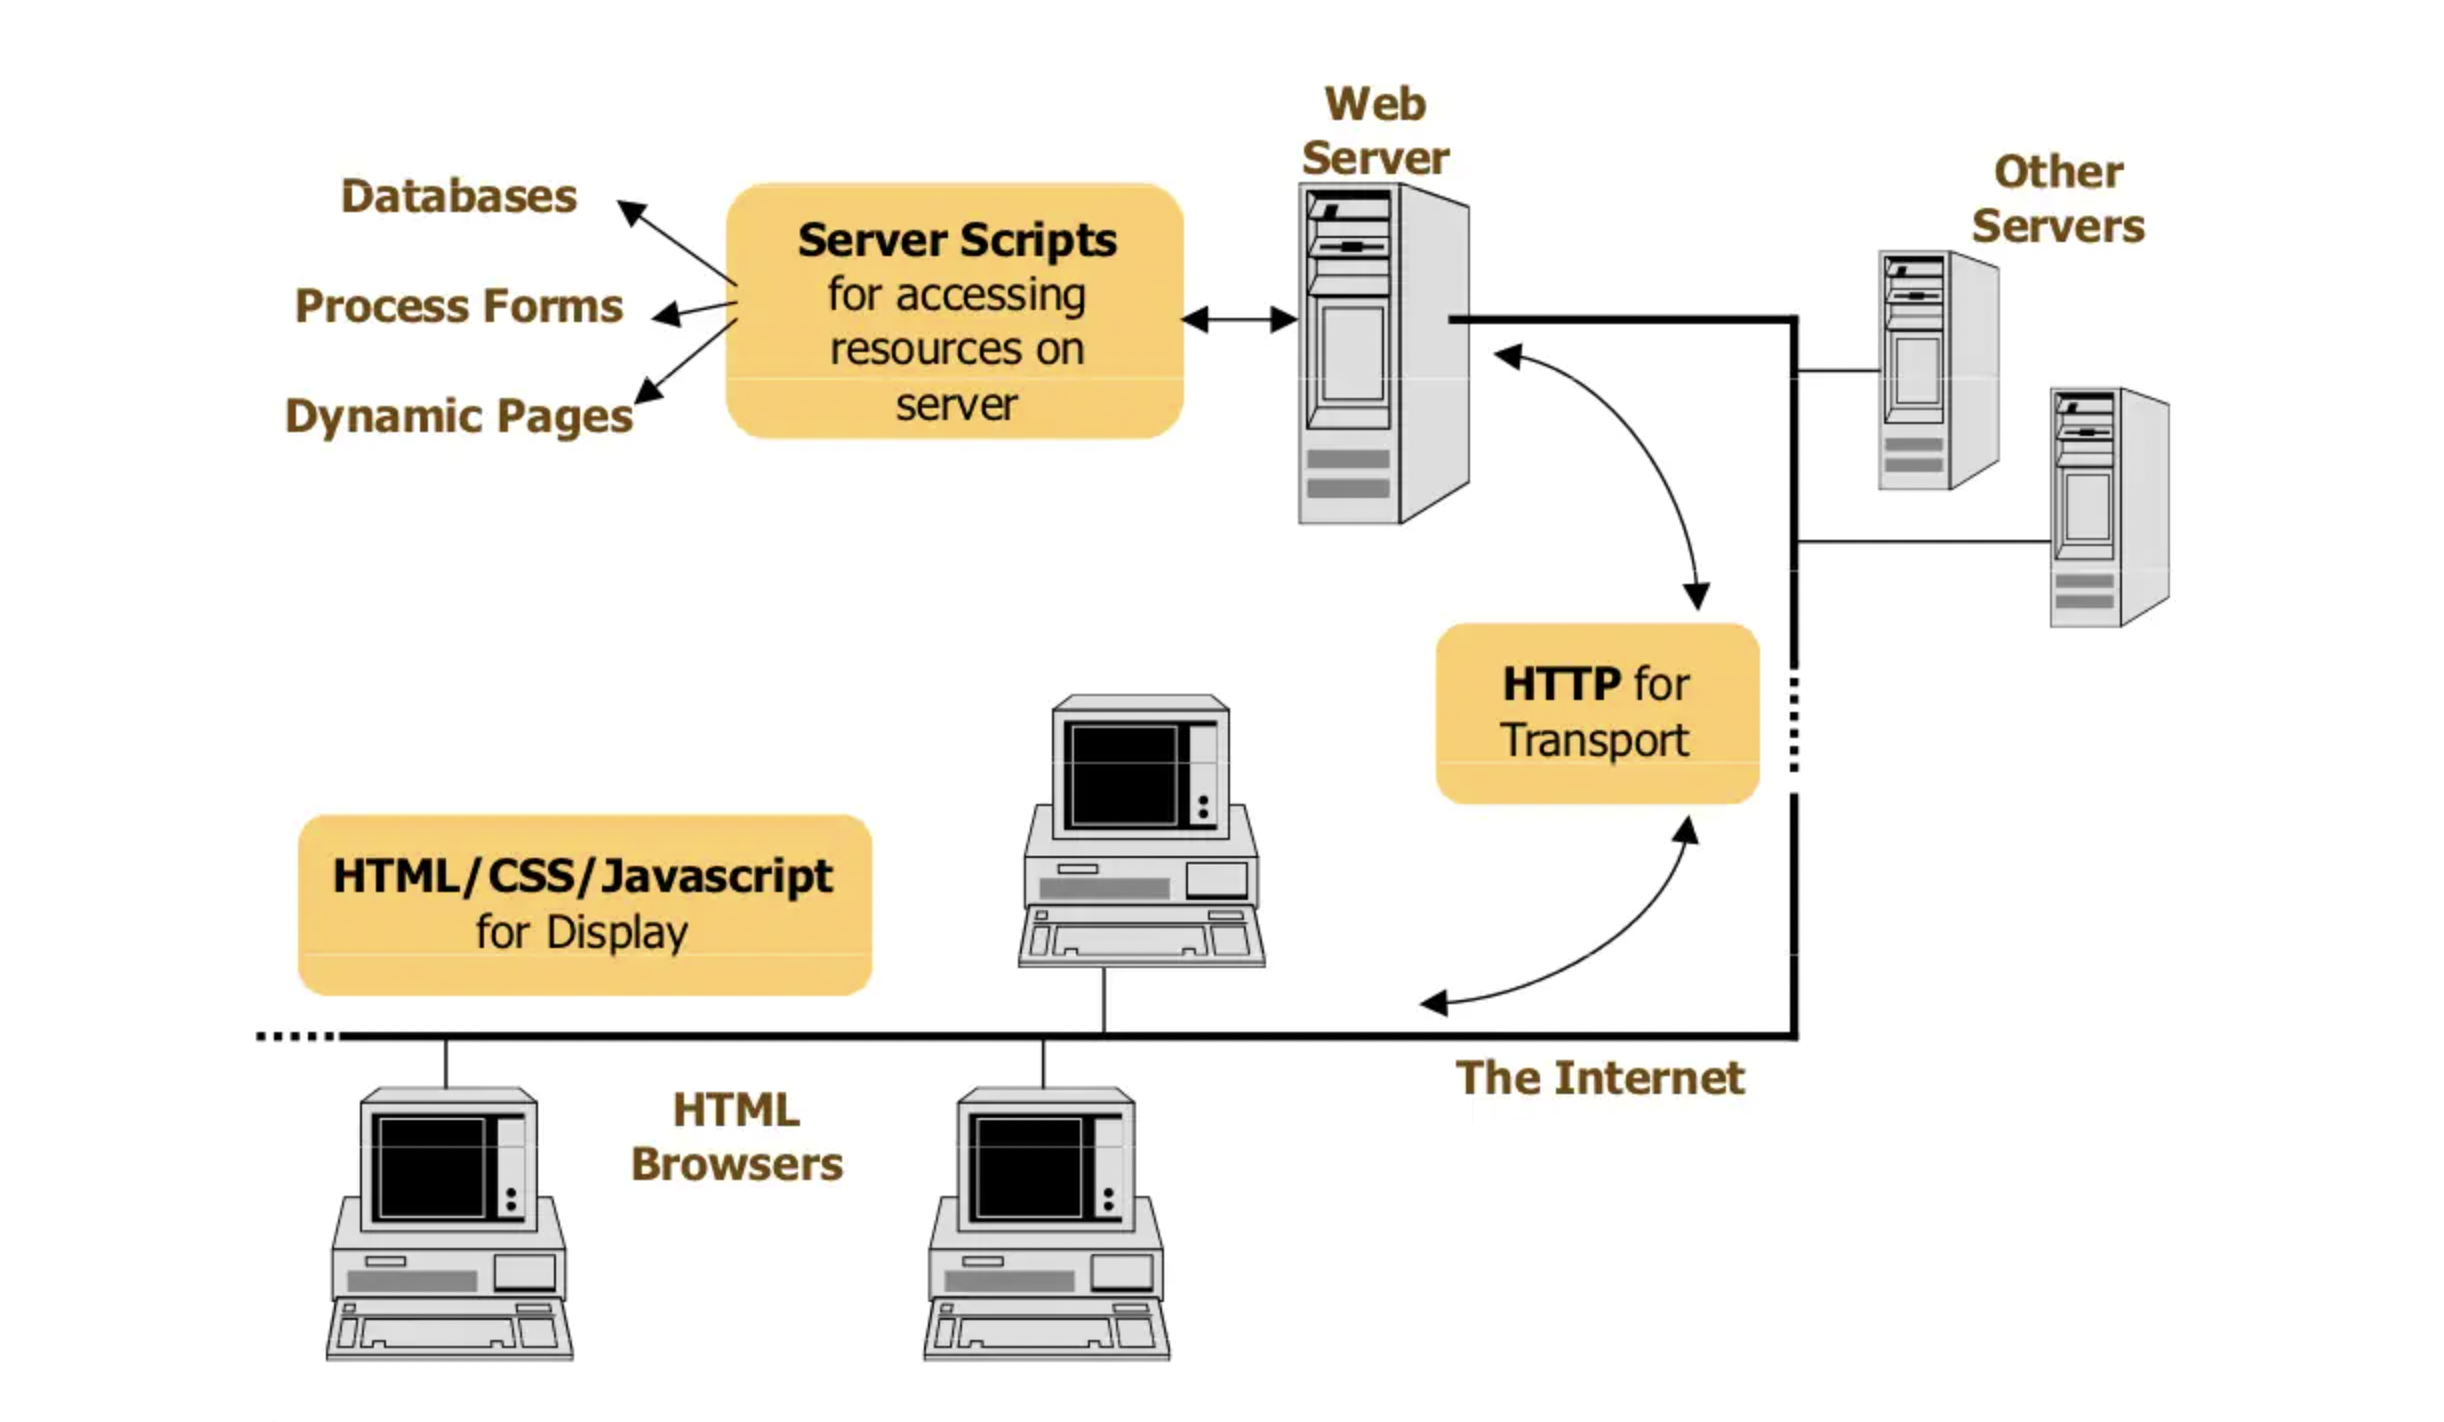 Web
Server
Other
Servers
Databases
Process Forms
Dynamic Pages
Server Scripts
for accessing
resources on
server
HTTP for
Transport
HTML/CSS/Javascript
for Display
The Internet
HTML
Browsers